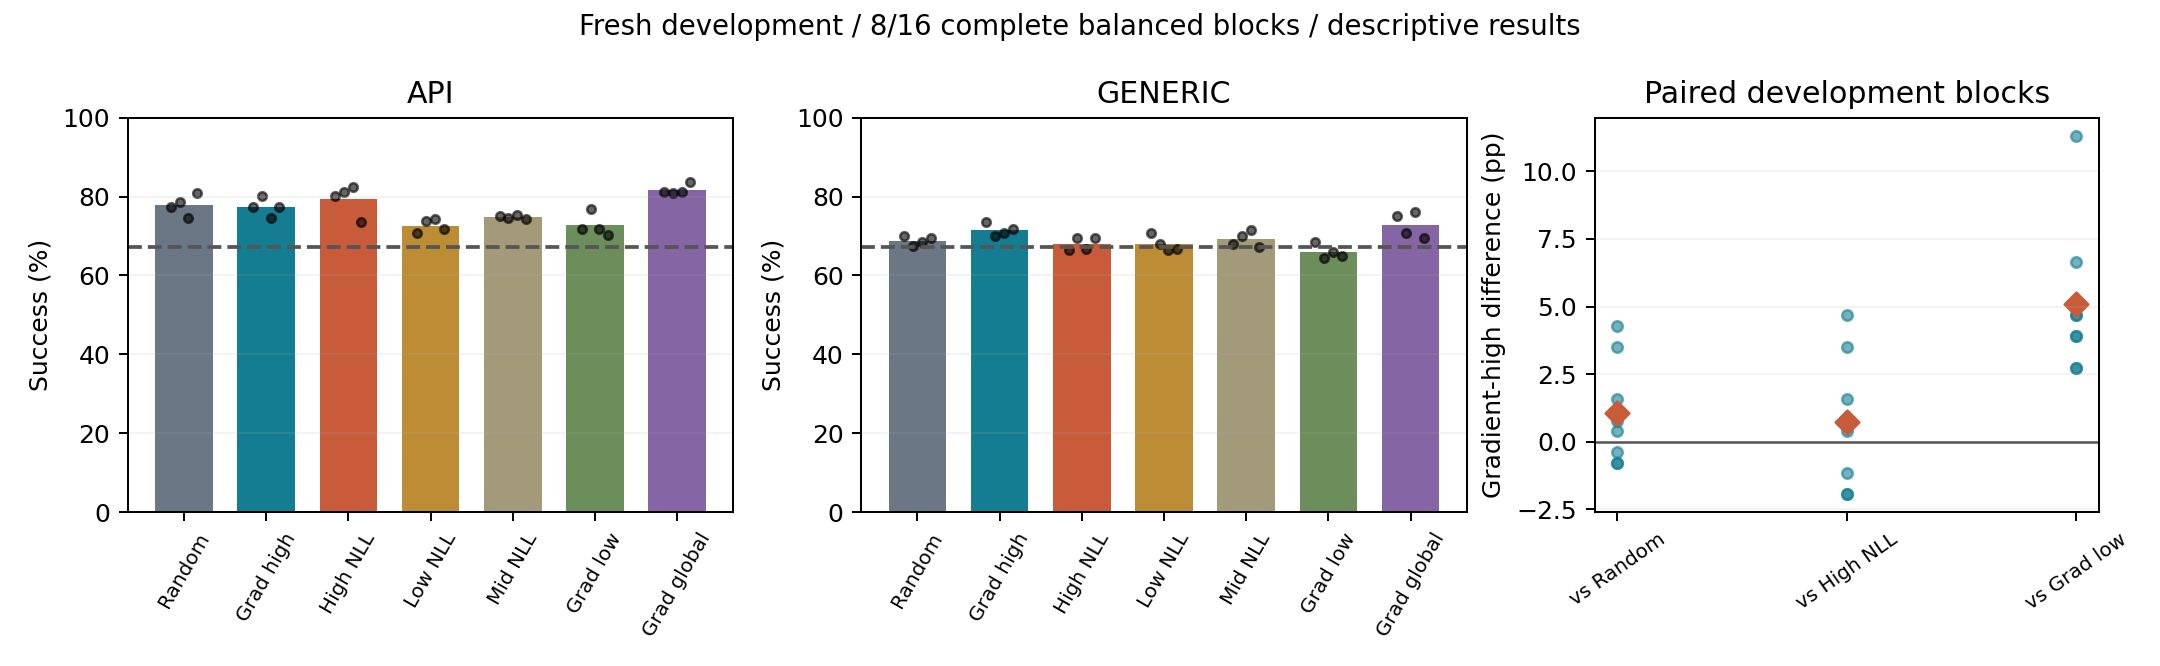 Fresh development / 8/16 complete balanced blocks / descriptive results
API
Success (%)
100
80
60
40
20
0
Random
Grad high
High NLL
Low NLL
Mid NLL
Grad low
Grad global
GENERIC
Success (%)
100
80
60
40
20
0
Random
Grad high
High NLL
Low NLL
Mid NLL
Grad low
Grad global
Paired development blocks
Gradient-high difference (pp)
10.0
7.5
5.0
2.5
0.0
−2.5
vs Random
vs High NLL
vs Grad low